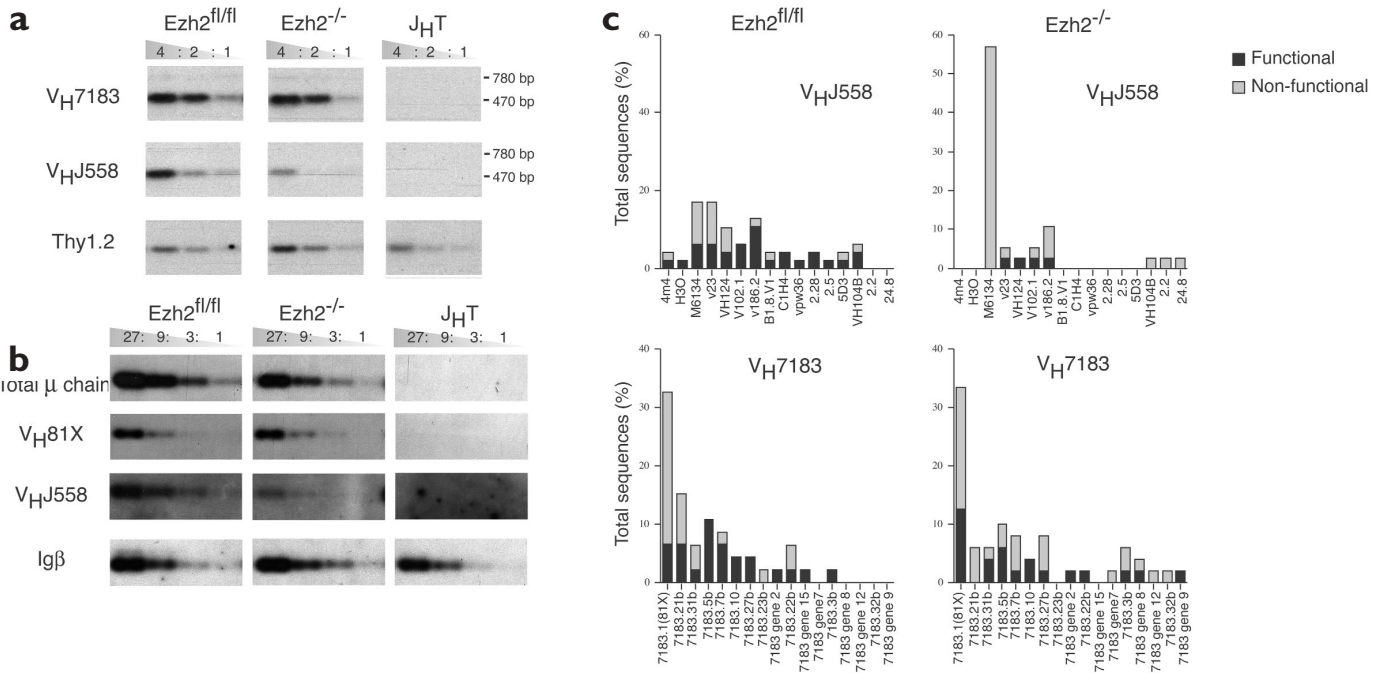 a
Ezh2fl/fl Ezh2-/- JHT
4 : 2 : 1 4 : 2 : 1 4 : 2 : 1
VH7183
780 bp
470 bp
VHJ558
780 bp
470 bp
Thy1.2
b
Ezh2fl/fl Ezh2-/- JHT
27: 9: 3: 1 27: 9: 3: 1 27: 9: 3: 1
Total μ chain
VH81X
VHJ558
Igβ
c
Ezh2fl/fl
VHJ558
Total sequences (%)
60
40
20
0
4m4
H3O
M6134
v23
VH124
V102.1
v186.2
B1.8.V1
C1H4
vpw36
2.28
2.5
5D3
VH104B
2.2
24.8
Ezh2-/-
VHJ558
60
50
40
30
20
10
0
4m4
H3O
M6134
v23
VH124
V102.1
v186.2
B1.8.V1
C1H4
vpw36
2.28
2.5
5D3
VH104B
2.2
24.8
Functional
Non-functional
VH7183
Total sequences (%)
40
30
20
10
0
7183.1(81X)
7183.21b
7183.31b
7183.5b
7183.7b
7183.10
7183.27b
7183.23b
7183 gene 2
7183.22b
7183 gene 15
7183 gene7
7183.3b
7183 gene 8
7183 gene 12
7183.32b
7183 gene 9
VH7183
40
30
20
10
0
7183.1(81X)
7183.21b
7183.31b
7183.5b
7183.7b
7183.10
7183.27b
7183.23b
7183 gene 2
7183.22b
7183 gene 15
7183 gene7
7183.3b
7183 gene 8
7183 gene 12
7183.32b
7183 gene 9